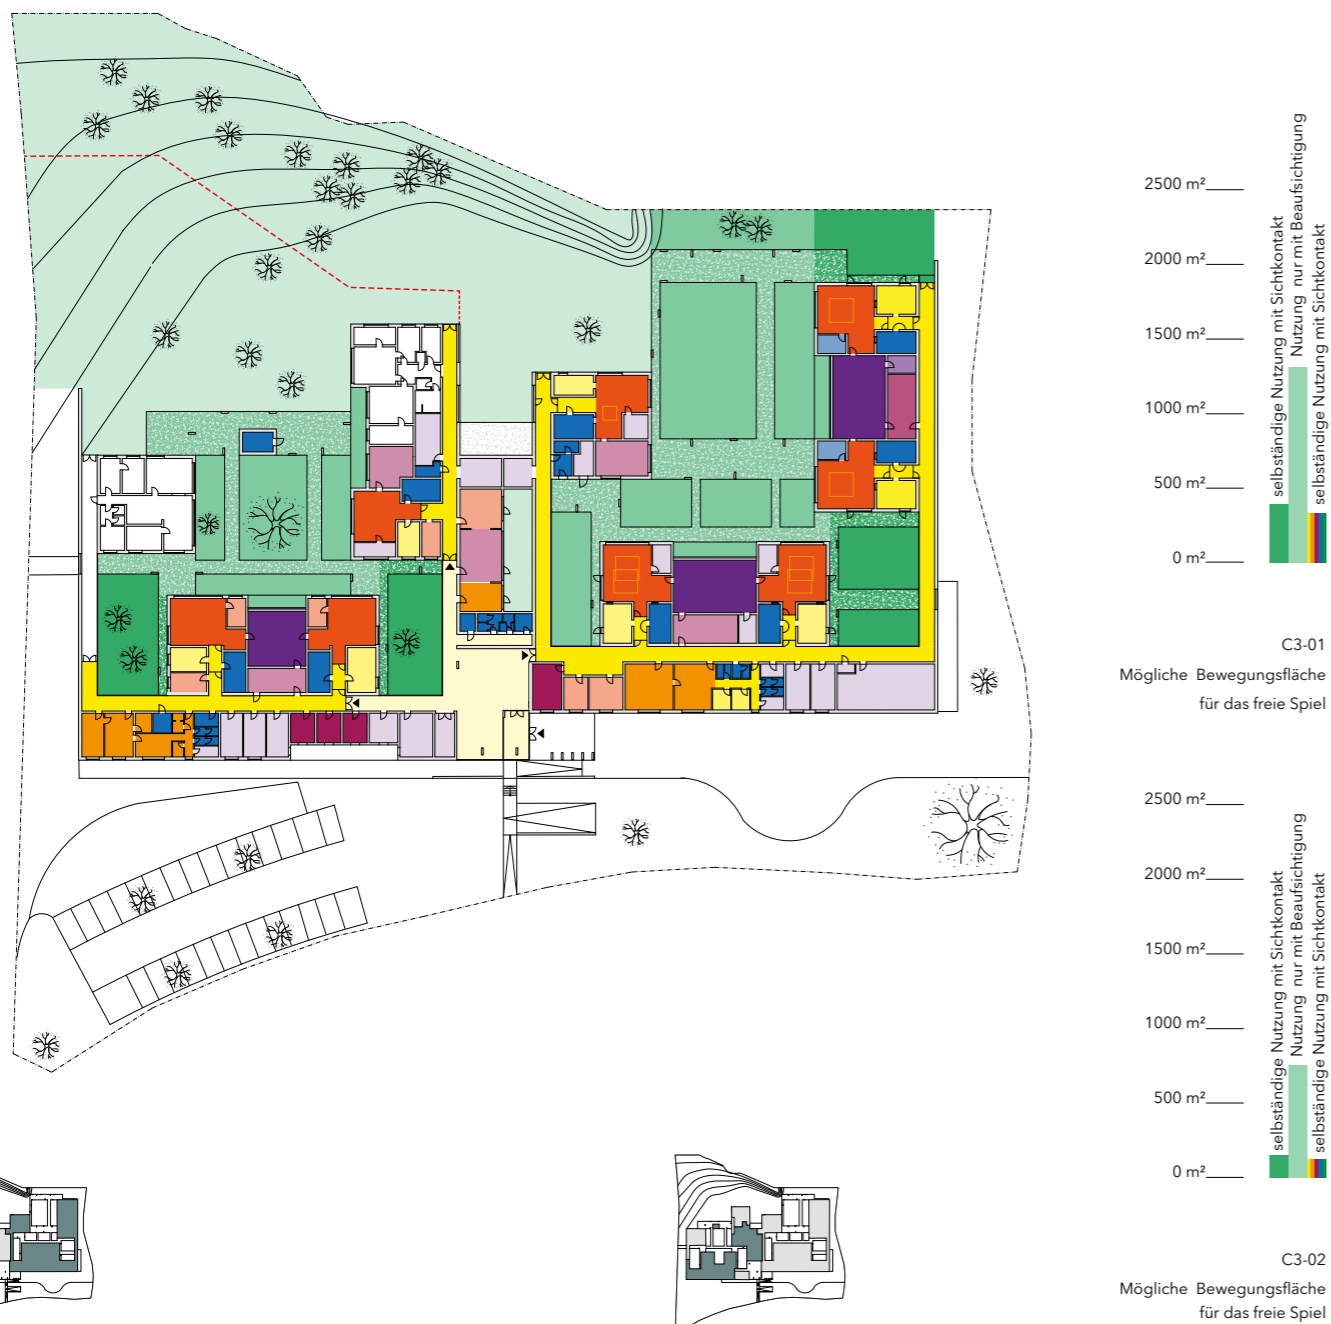 2500 m²
2000 m²
1500 m²
1000 m²
500 m²
0 m²
selbständige Nutzung mit Sichtkontakt
Nutzung nur mit Beaufsichtigung
selbständige Nutzung mit Sichtkontakt
C3-01
Mögliche Bewegungsfläche
für das freie Spiel
2500 m²
2000 m²
1500 m²
1000 m²
500 m²
0 m²
selbständige Nutzung mit Sichtkontakt
Nutzung nur mit Beaufsichtigung
selbständige Nutzung mit Sichtkontakt
C3-02
Mögliche Bewegungsfläche
für das freie Spiel